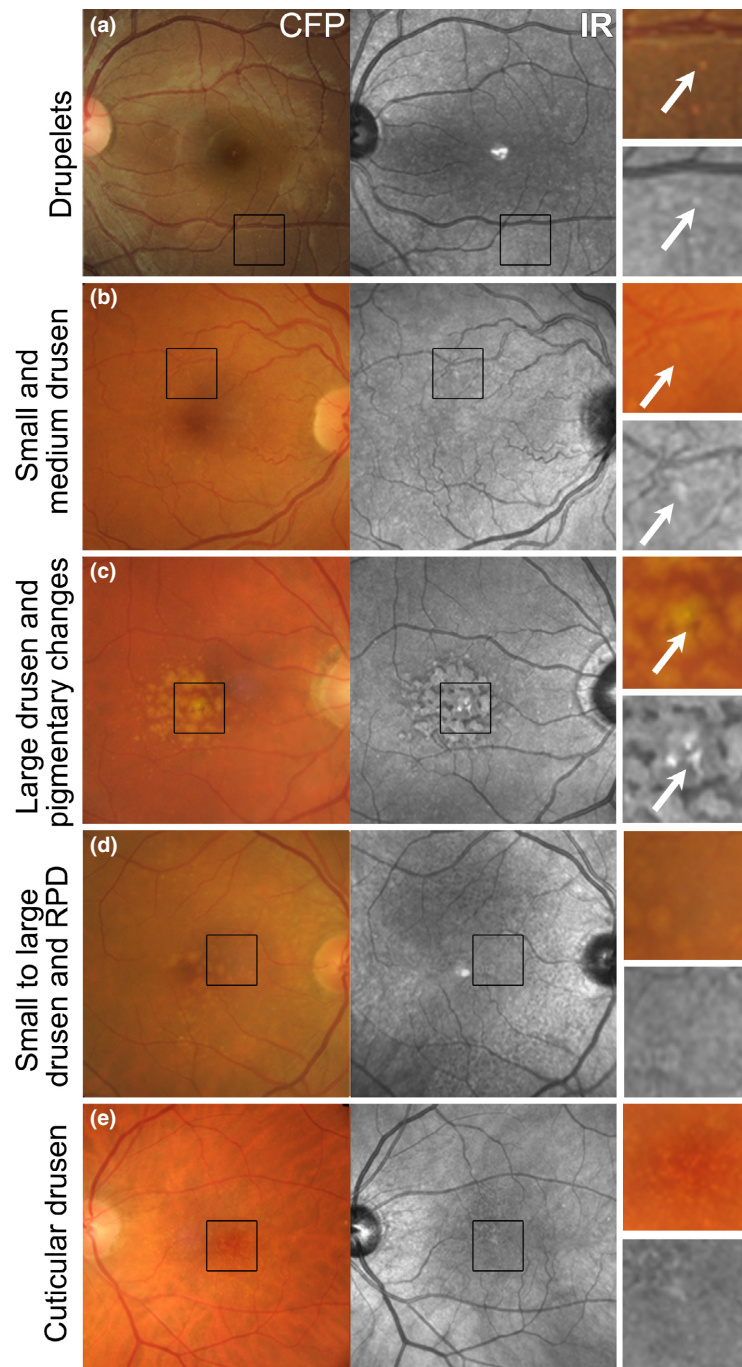 (a)
CFP
IR
Drupelets
(b)
Small and
medium drusen
(c)
Large drusen and
pigmentary changes
(d)
Small to large
drusen and RPD
(e)
Cuticular drusen